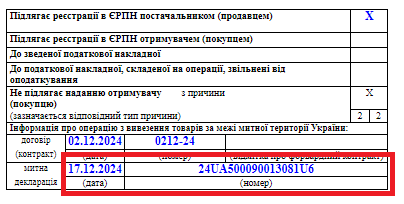 Підлягає реєстрації в ЄРПН постачальником (продавцем) X
Підлягає реєстрації в ЄРПН отримувачем (покупцем)
До зведеної податкової накладної
До податкової накладної, складеної на операції, звільнені від
оподаткування
Не підлягає наданню отримувачу з причини X
(покупцю)
(зазначається відповідний тип причини) 2 2
Інформація про операцію з вивезення товарів за межі митної території України:
договір 02.12.2024 0212-24
(контракт) (дата) (номер) (відмітка про форвардний контракт)
митна 17.12.2024 24UA500090013081U6
декларація (дата) (номер)